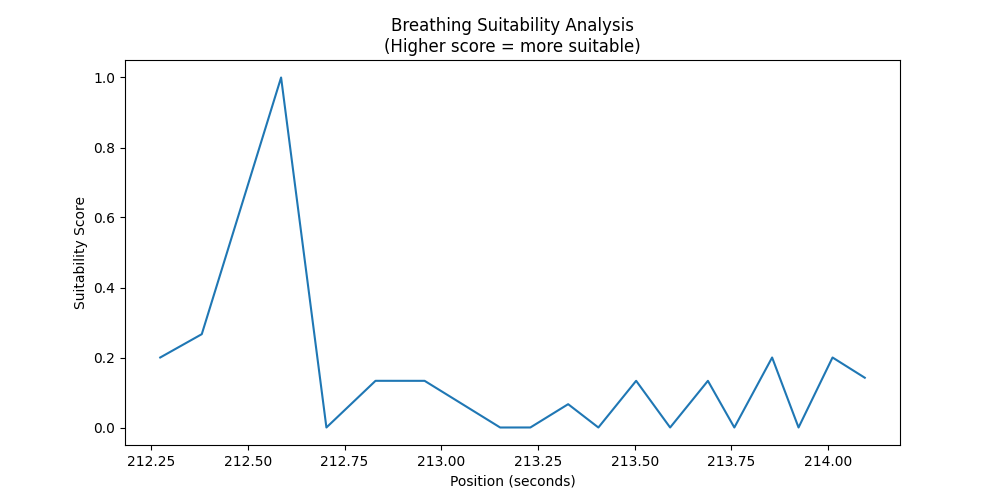 Breathing Suitability Analysis
(Higher score = more suitable)
Suitability Score
1.0
0.8
0.6
0.4
0.2
0.0
212.25 212.50 212.75 213.00 213.25 213.50 213.75 214.00
Position (seconds)